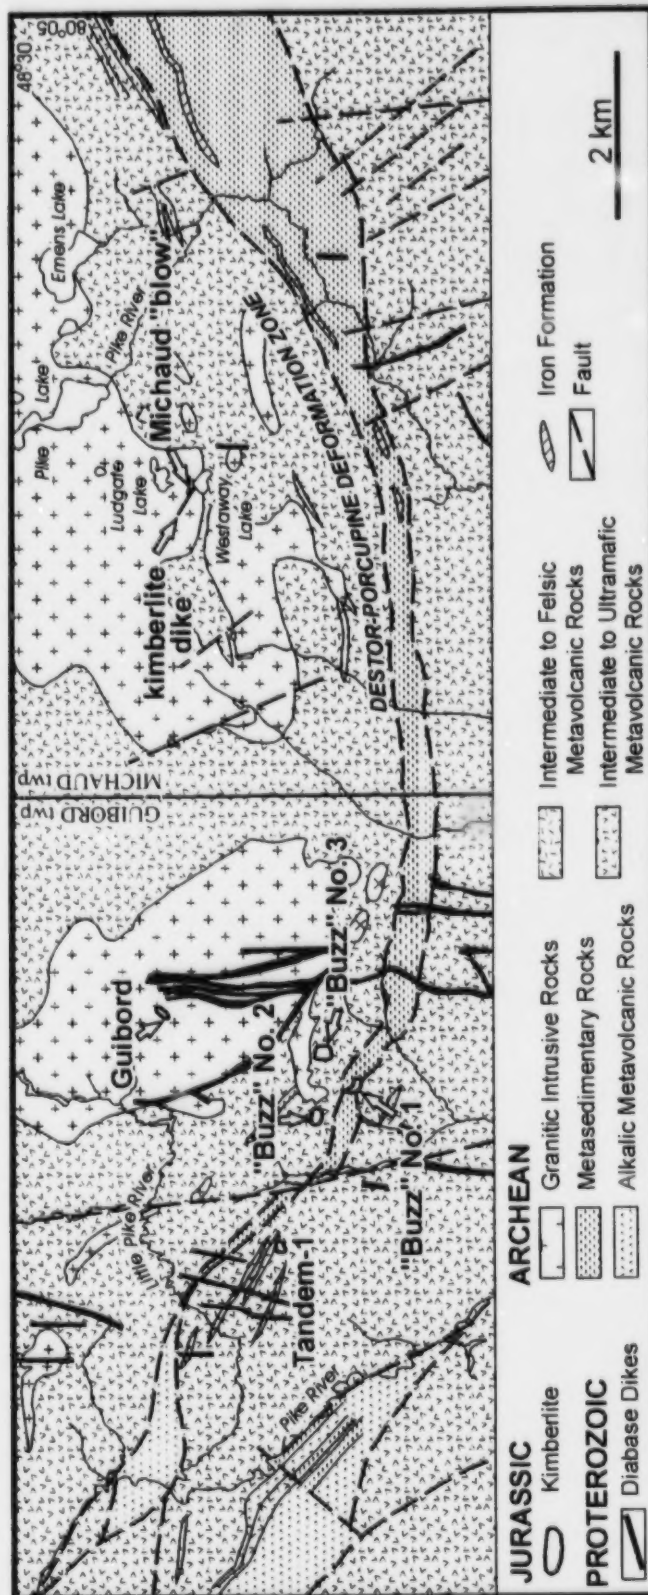 48°30'
80°05'
Emens Lake
Pike
Lake
Pike River
Ludgate
Lake
Michaud "blow"
kimberlite
dike
Westaway
Lake
DESTOR-PORCUPINE DEFORMATION ZONE
MICHAUD twp
GUIBORD twp
Guibord
"Buzz" No. 2
"Buzz" No. 3
"Buzz" No. 1
Little Pike River
Tandem-1
Pike River
JURASSIC
Kimberlite
PROTEROZOIC
Diabase Dikes
ARCHEAN
Granitic Intrusive Rocks
Metasedimentary Rocks
Alkalic Metavolcanic Rocks
Intermediate to Felsic
Metavolcanic Rocks
Intermediate to Ultramafic
Metavolcanic Rocks
Iron Formation
Fault
2 km